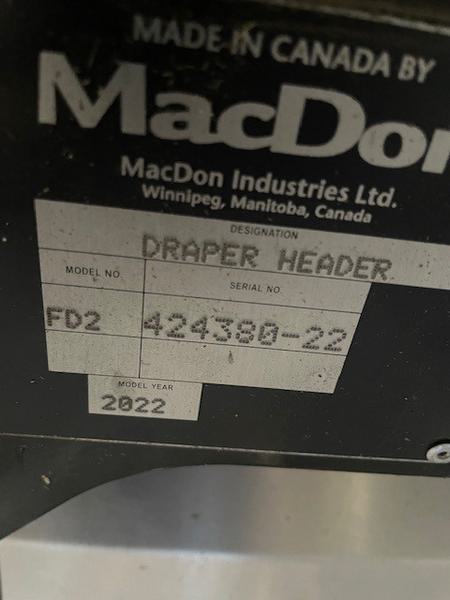 MADE IN CANADA BY
MacDon
MacDon Industries Ltd.
Winnipeg, Manitoba, Canada
DESIGNATION
DRAPER HEADER
MODEL NO. SERIAL NO.
FD2 424380-22
MODEL YEAR
2022